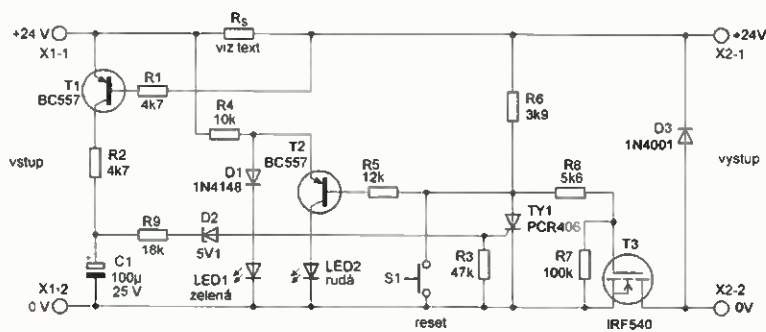 +24 V
X1-1
RS
viz text
+24V
X2-1
T1
BC557
R1
4k7
R4
10k
R6
3k9
D3
1N4001
R2
4k7
vstup
T2
BC557
D1
1N4148
R5
12k
R8
5k6
vystup
TY1
PCR406
R9
18k
D2
5V1
R3
47k
R7
100k
T3
+
C1
100µ
25 V
LED1
zelená
LED2
rudá
S1
X1-2
0 V
X2-2
0V
reset
IRF540